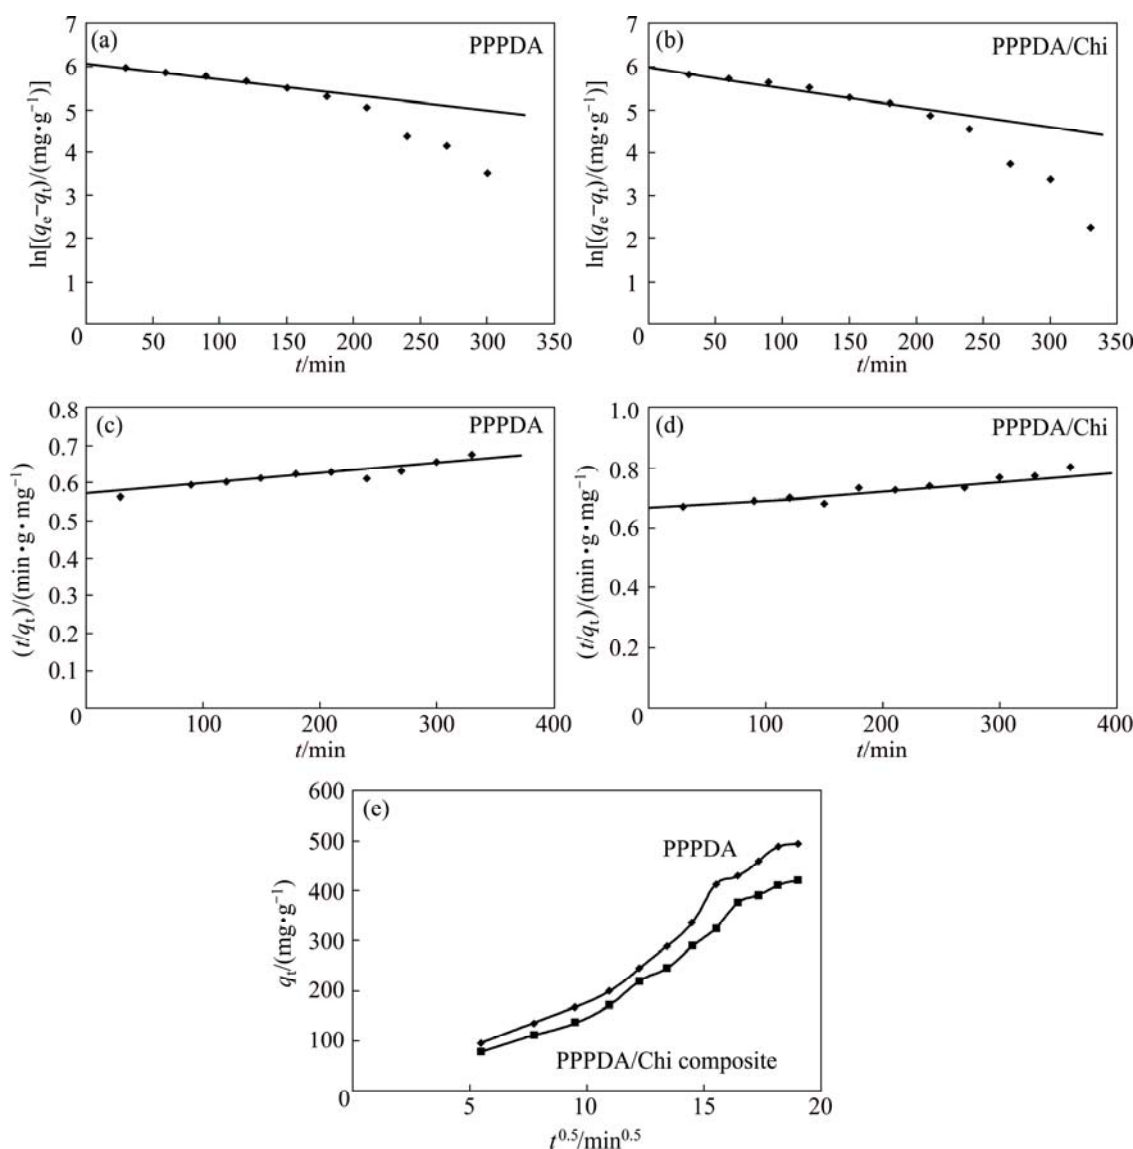 (a)
PPPDA
ln[(qₑ−qₜ)/(mg•g⁻¹)]
7
6
5
4
3
2
1
0
50 100 150 200 250 300 350
t/min
(b)
PPPDA/Chi
ln[(qₑ−qₜ)/(mg•g⁻¹)]
7
6
5
4
3
2
1
0
50 100 150 200 250 300 350
t/min
(c)
PPPDA
(t/qₜ)/(min•g•mg⁻¹)
0.8
0.7
0.6
0.5
0.4
0.3
0.2
0.1
0
100 200 300 400
t/min
(d)
PPPDA/Chi
(t/qₜ)/(min•g•mg⁻¹)
1.0
0.8
0.6
0.4
0.2
0
100 200 300 400
t/min
(e)
PPPDA
PPPDA/Chi composite
qₜ/(mg•g⁻¹)
600
500
400
300
200
100
0
5 10 15 20
t⁰·⁵/min⁰·⁵